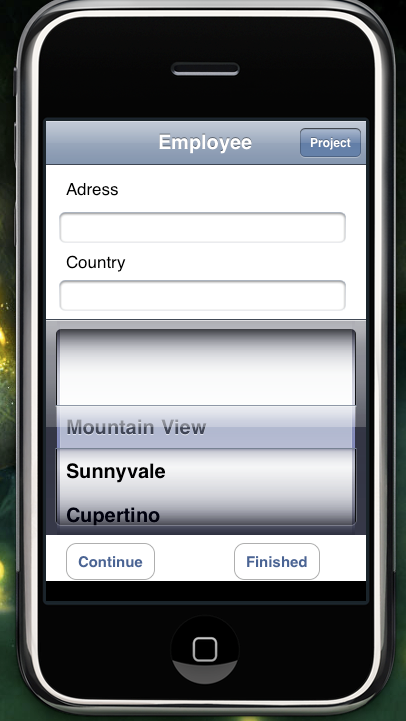 Employee Project
Adress
Country
Mountain View
Sunnyvale
Cupertino
Continue Finished